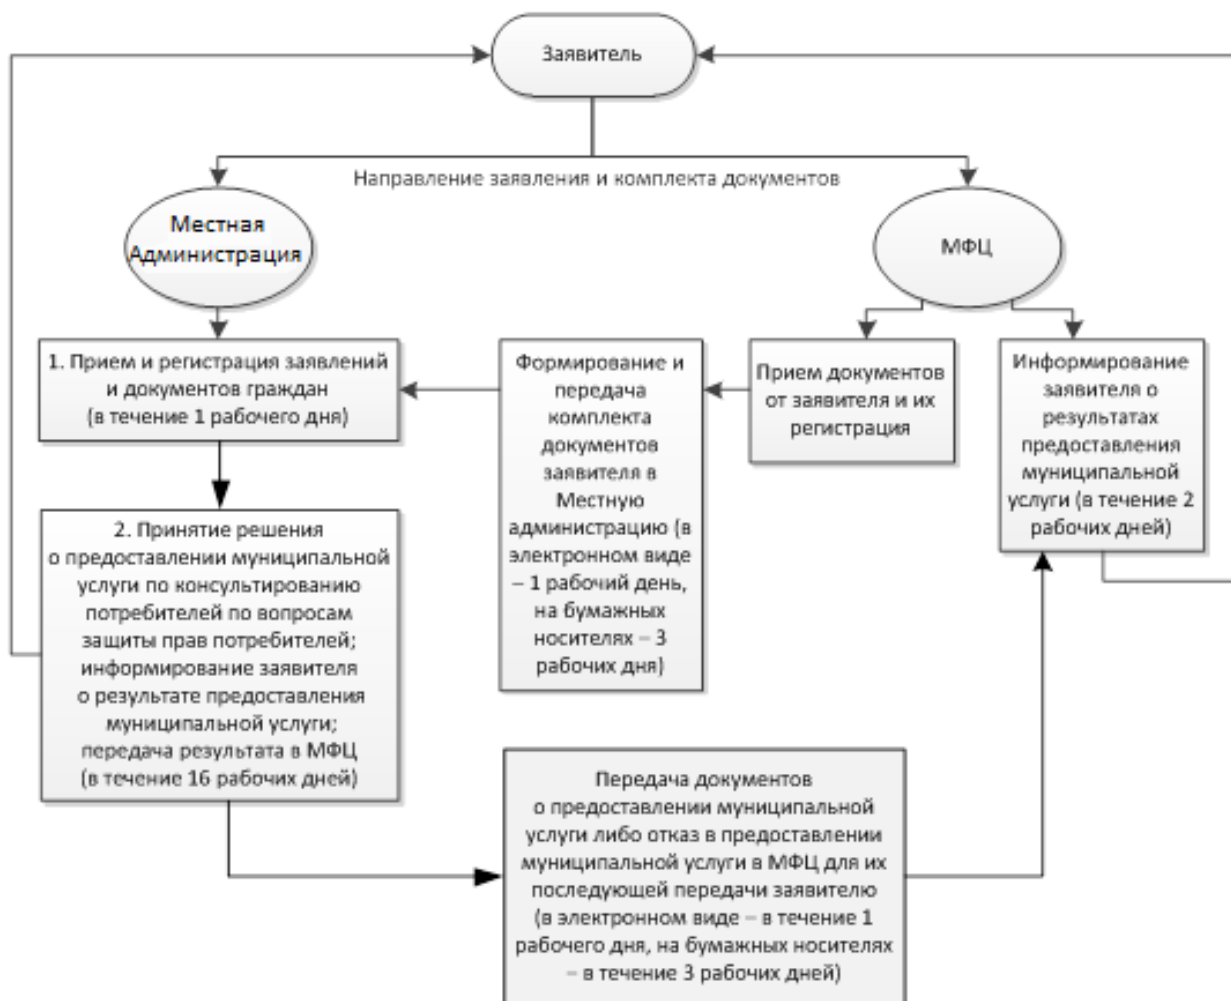 Заявитель
Направление заявления и комплекта документов
Местная
Администрация
МФЦ
1. Прием и регистрация заявлений
и документов граждан
(в течение 1 рабочего дня)
Формирование и
передача
комплекта
документов
заявителя в
Местную
администрацию (в
электронном виде
– 1 рабочий день,
на бумажных
носителях – 3
рабочих дня)
Прием документов
от заявителя и их
регистрация
Информирование
заявителя о
результатах
предоставления
муниципальной
услуги (в течение 2
рабочих дней)
2. Принятие решения
о предоставлении муниципальной
услуги по консультированию
потребителей по вопросам
защиты прав потребителей;
информирование заявителя
о результате предоставления
муниципальной услуги;
передача результата в МФЦ
(в течение 16 рабочих дней)
Передача документов
о предоставлении муниципальной
услуги либо отказ в предоставлении
муниципальной услуги в МФЦ для их
последующей передачи заявителю
(в электронном виде – в течение 1
рабочего дня, на бумажных носителях
– в течение 3 рабочих дней)